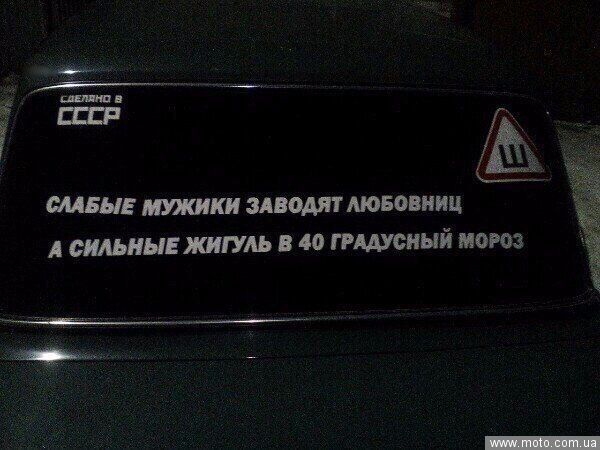 СДЕЛАНО В
СССР
Ш
СЛАБЫЕ МУЖИКИ ЗАВОДЯТ ЛЮБОВНИЦ
А СИЛЬНЫЕ ЖИГУЛЬ В 40 ГРАДУСНЫЙ МОРОЗ
www.moto.com.ua